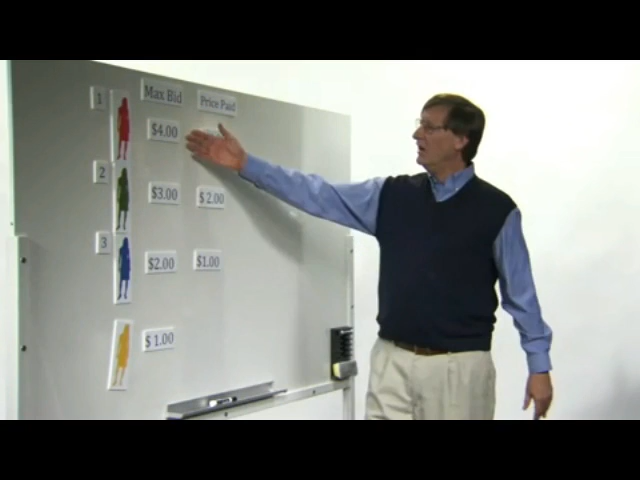 Max Bid Price Paid
1 $4.00
2 $3.00 $2.00
3 $2.00 $1.00
$1.00